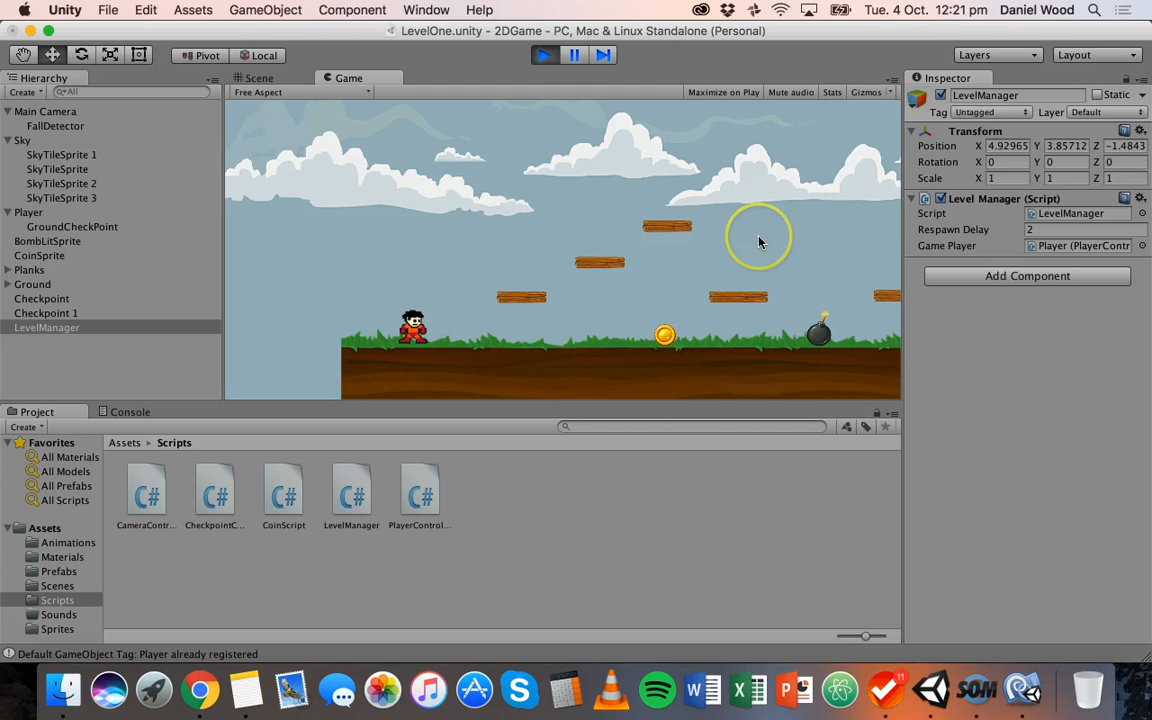 Unity File Edit Assets GameObject Component Window Help Tue. 4 Oct. 12:21 pm Daniel Wood
LevelOne.unity - 2DGame - PC, Mac & Linux Standalone (Personal)
Pivot Local Layers Layout
Hierarchy Scene Game Inspector
Create All Free Aspect Maximize on Play Mute audio Stats Gizmos LevelManager Static
Main Camera
FallDetector
Sky
SkyTileSprite 1
SkyTileSprite
SkyTileSprite 2
SkyTileSprite 3
Player
GroundCheckPoint
BombLitSprite
CoinSprite
Planks
Ground
Checkpoint
Checkpoint 1
LevelManager
Tag Untagged Layer Default
Transform
Position X 4.92965 Y 3.85712 Z -1.4843
Rotation X 0 Y 0 Z 0
Scale X 1 Y 1 Z 1
Level Manager (Script)
Script LevelManager
Respawn Delay 2
Game Player Player (PlayerContr
Add Component
Project Console
Create
Favorites
All Materials
All Models
All Prefabs
All Scripts
Assets
Animations
Materials
Prefabs
Scenes
Scripts
Sounds
Sprites
Assets Scripts
C# C# C# C# C#
CameraContr... CheckpointC... CoinScript LevelManager PlayerControl...
Default GameObject Tag: Player already registered
11
SOM